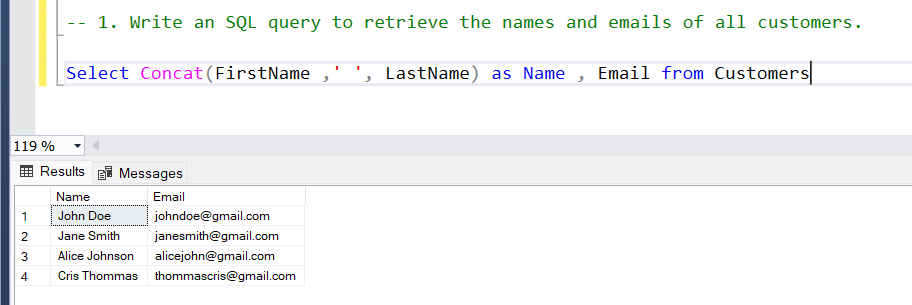 -- 1. Write an SQL query to retrieve the names and emails of all customers.
Select Concat(FirstName ,' ', LastName) as Name , Email from Customers
119 %
Results Messages
Name Email
1 John Doe johndoe@gmail.com
2 Jane Smith janesmith@gmail.com
3 Alice Johnson alicejohn@gmail.com
4 Cris Thommas thommascris@gmail.com